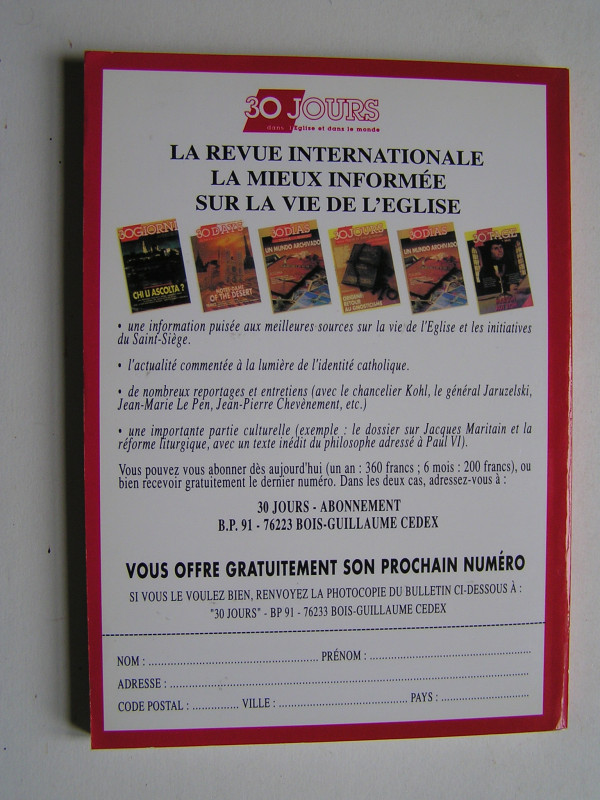 30 JOURS
dans l'Eglise et dans le monde
LA REVUE INTERNATIONALE
LA MIEUX INFORMÉE
SUR LA VIE DE L'EGLISE
30GIORNI
CHI LI ASCOLTA ?
30 DAYS
NOTRE-DAME
OF THE DESERT
30DIAS
UN MUNDO ARCHIVADO
30JOURS
RETOUR
AU GNOSTICISME
30DIAS
UN MUNDO ARCHIVADO
30 TAGE
• une information puisée aux meilleures sources sur la vie de l'Eglise et les initiatives
du Saint-Siège.
• l'actualité commentée à la lumière de l'identité catholique.
• de nombreux reportages et entretiens (avec le chancelier Kohl, le général Jaruzelski,
Jean-Marie Le Pen, Jean-Pierre Chevènement, etc.)
• une importante partie culturelle (exemple : le dossier sur Jacques Maritain et la
réforme liturgique, avec un texte inédit du philosophe adressé à Paul VI).
Vous pouvez vous abonner dès aujourd'hui (un an : 360 francs ; 6 mois : 200 francs), ou
bien recevoir gratuitement le dernier numéro. Dans les deux cas, adressez-vous à :
30 JOURS - ABONNEMENT
B.P. 91 - 76223 BOIS-GUILLAUME CEDEX
VOUS OFFRE GRATUITEMENT SON PROCHAIN NUMÉRO
SI VOUS LE VOULEZ BIEN, RENVOYEZ LA PHOTOCOPIE DU BULLETIN CI-DESSOUS À :
"30 JOURS" - BP 91 - 76233 BOIS-GUILLAUME CEDEX
NOM : ........................................................ PRÉNOM : .....................................................
ADRESSE : ........................................................................................................................
CODE POSTAL : ............... VILLE : ........................................... PAYS : .............................